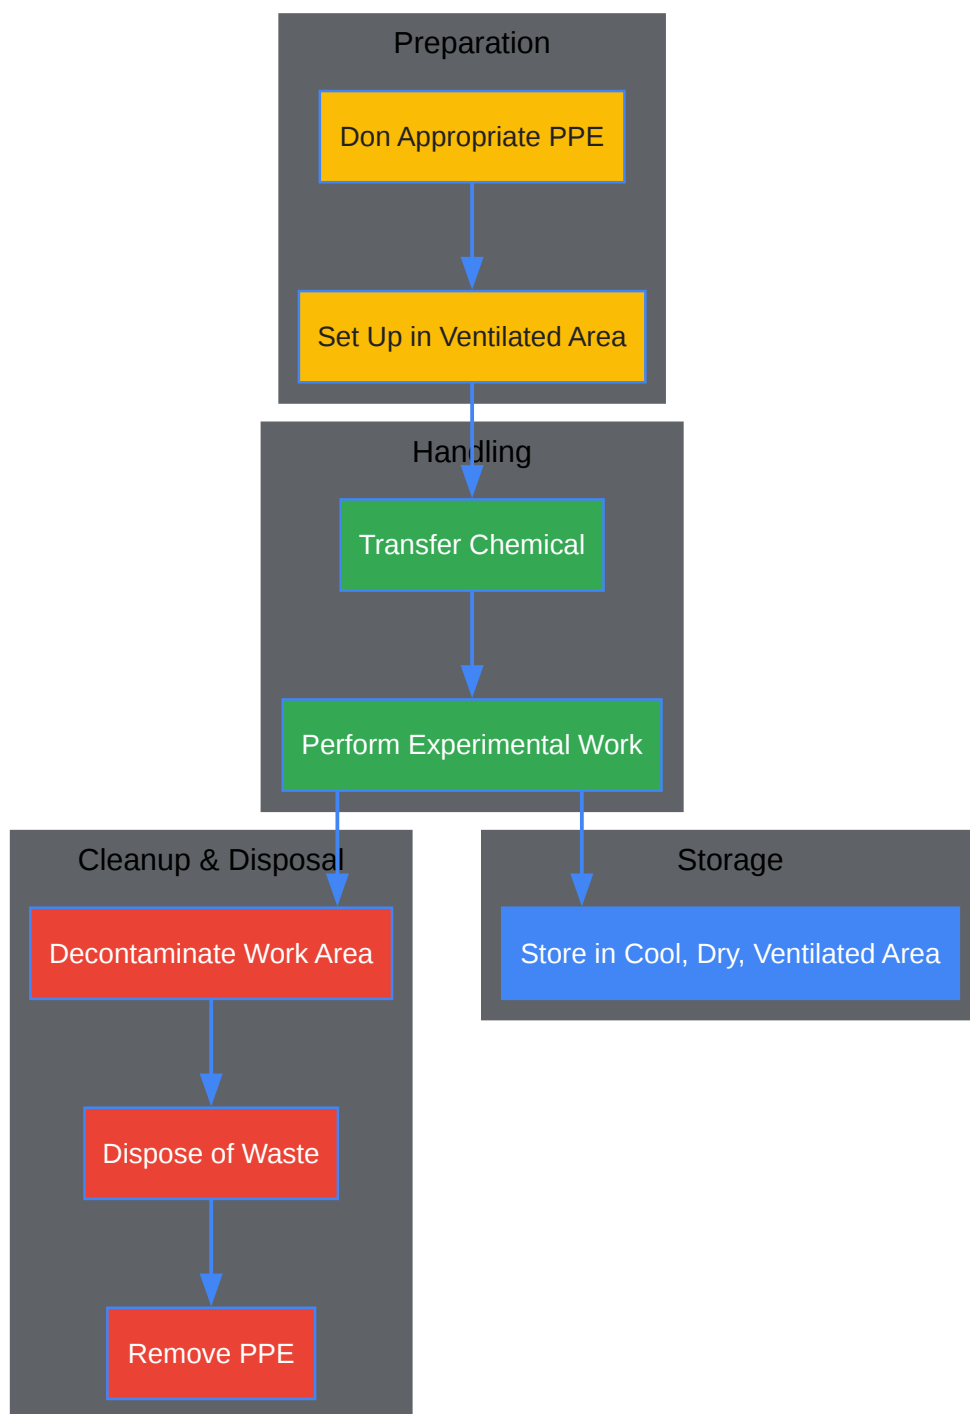 Preparation
Don Appropriate PPE
Set Up in Ventilated Area
Handling
Transfer Chemical
Perform Experimental Work
Cleanup & Disposal
Decontaminate Work Area
Dispose of Waste
Remove PPE
Storage
Store in Cool, Dry, Ventilated Area